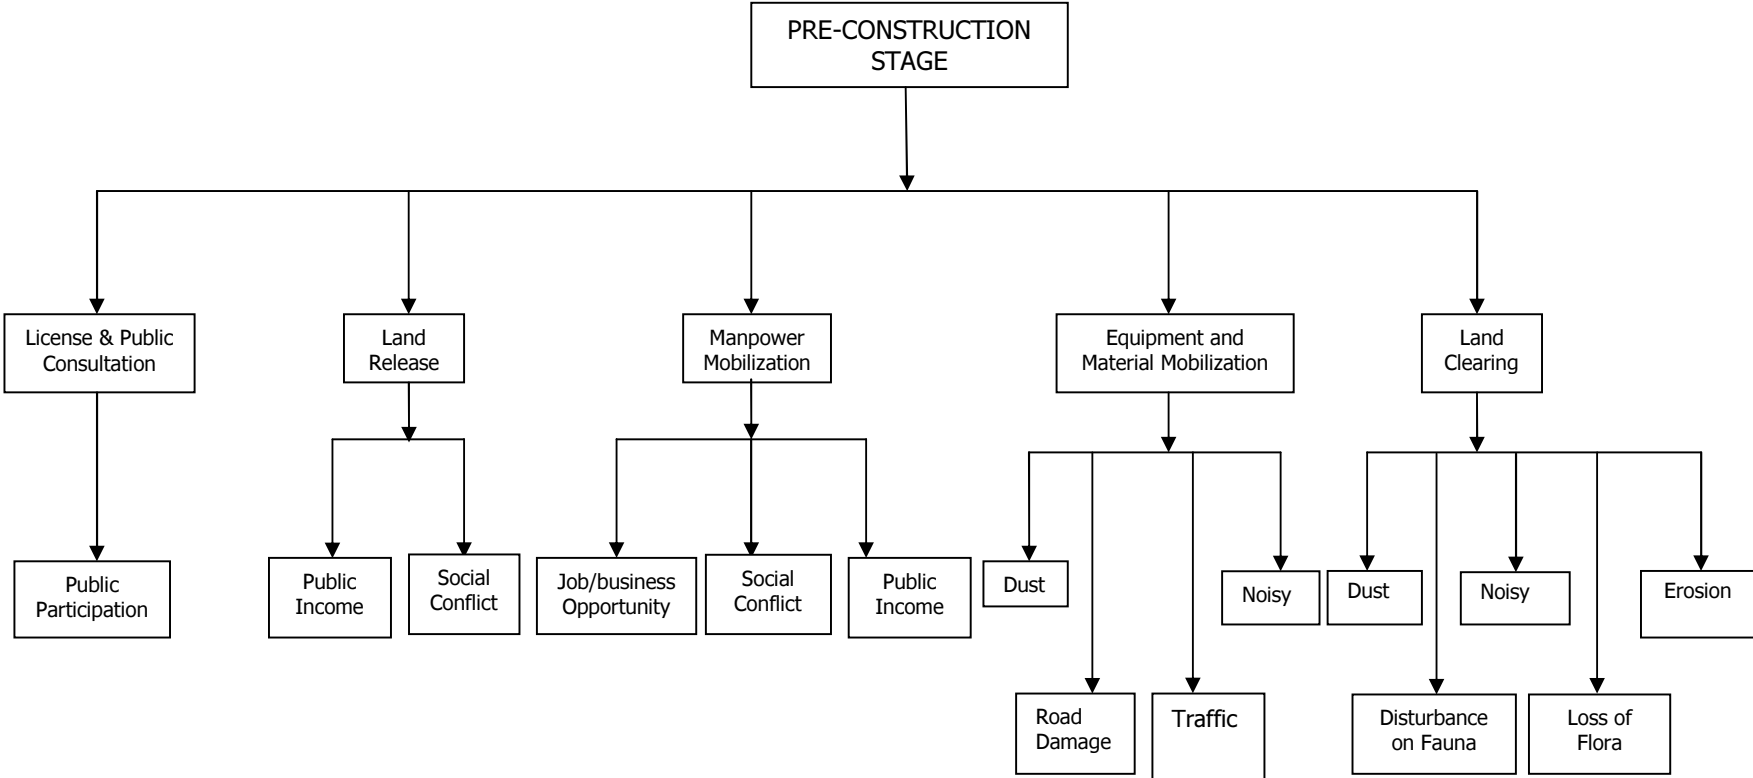 PRE-CONSTRUCTION
STAGE
License & Public
Consultation
Land
Release
Manpower
Mobilization
Equipment and
Material Mobilization
Land
Clearing
Public
Participation
Public
Income
Social
Conflict
Job/business
Opportunity
Social
Conflict
Public
Income
Dust
Noisy
Dust
Noisy
Erosion
Road
Damage
Traffic
Disturbance
on Fauna
Loss of
Flora